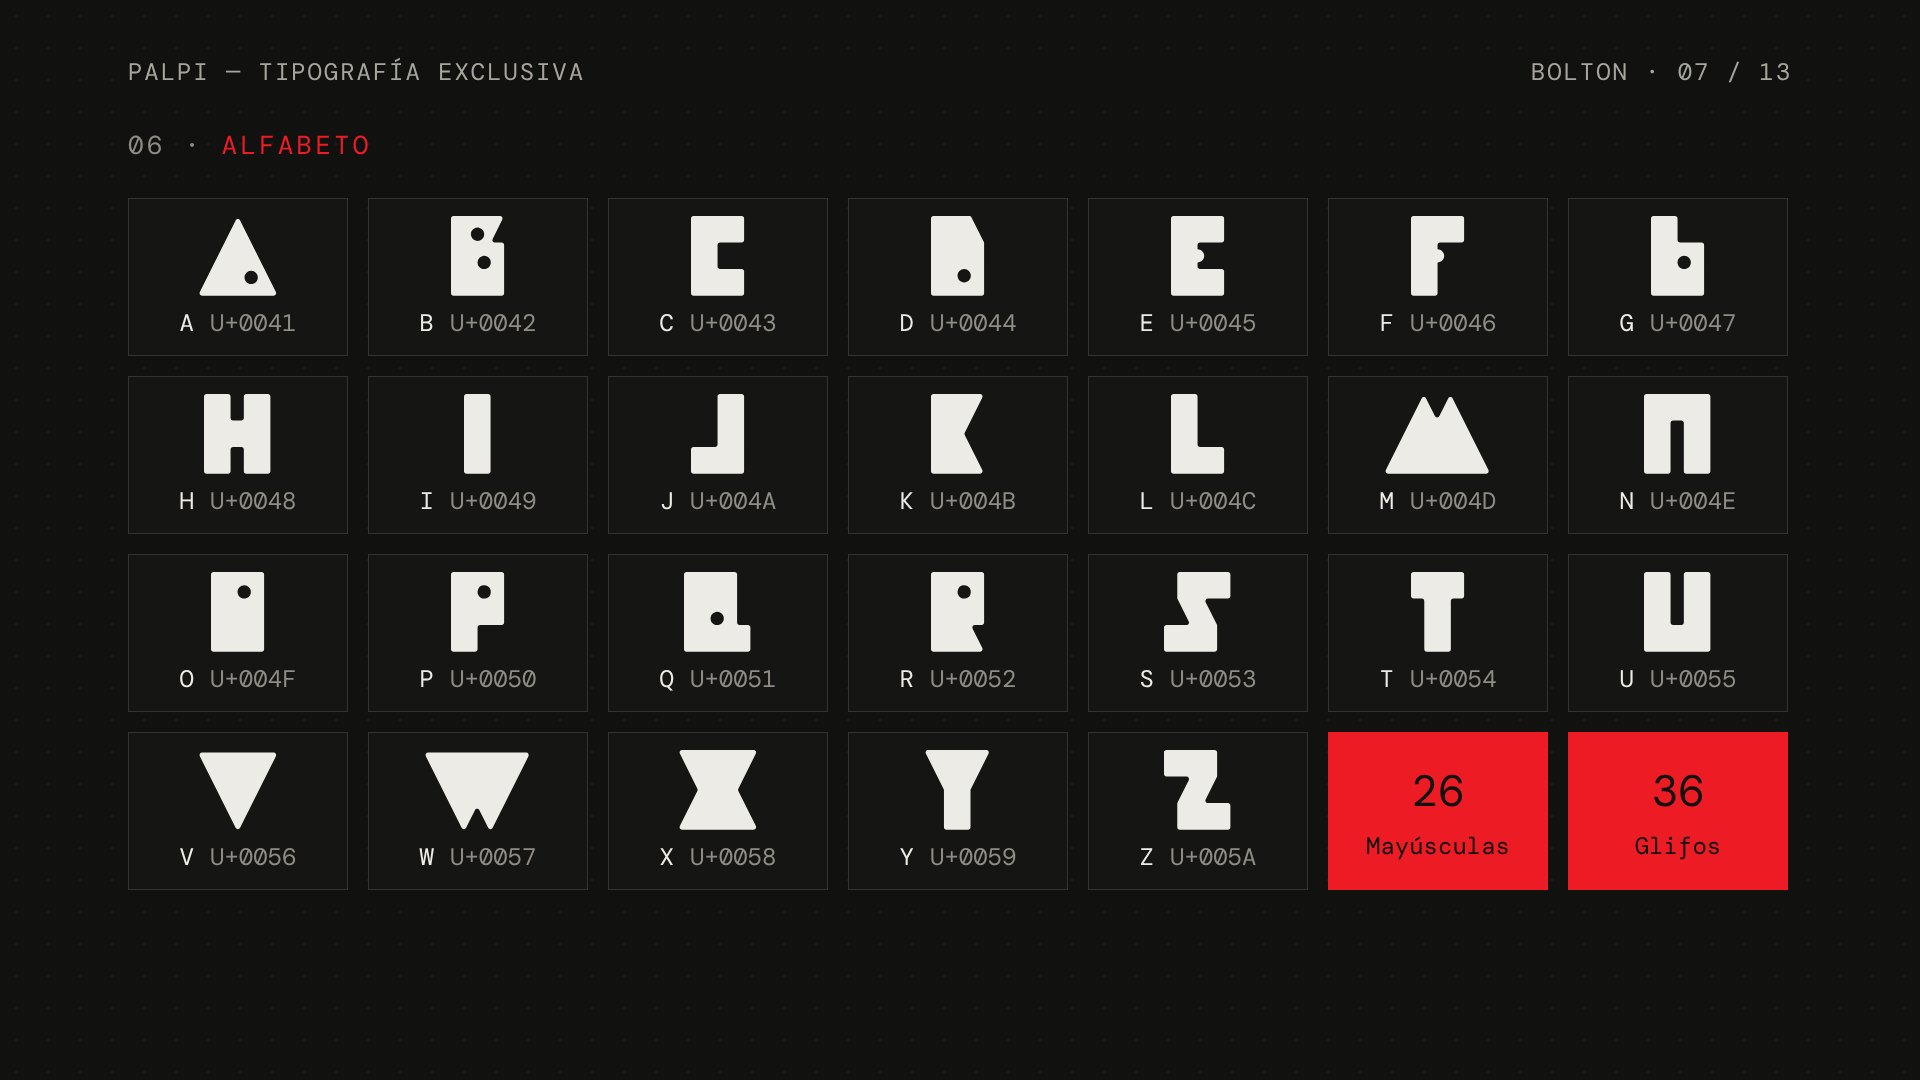 PALPI — TIPOGRAFÍA EXCLUSIVA
BOLTON · 07 / 13
06 · ALFABETO
A B C D E F G
A U+0041 B U+0042 C U+0043 D U+0044 E U+0045 F U+0046 G U+0047
H I J K L M N
H U+0048 I U+0049 J U+004A K U+004B L U+004C M U+004D N U+004E
O P Q R S T U
O U+004F P U+0050 Q U+0051 R U+0052 S U+0053 T U+0054 U U+0055
V W X Y Z 26 36
V U+0056 W U+0057 X U+0058 Y U+0059 Z U+005A Mayúsculas Glifos